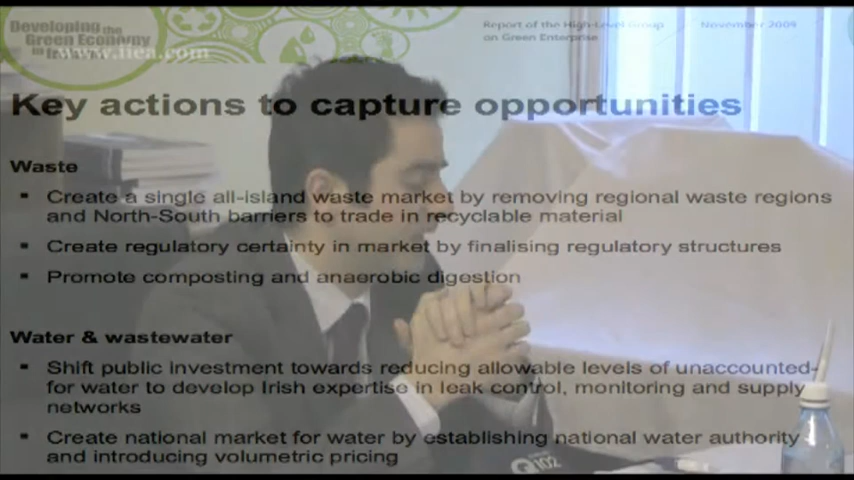 Developing the
Green Economy
in Ireland
www.iiea.com
Report of the High-Level Group
on Green Enterprise
November 2009
Key actions to capture opportunities
Waste
▪ Create a single all-island waste market by removing regional waste regions
and North-South barriers to trade in recyclable material
▪ Create regulatory certainty in market by finalising regulatory structures
▪ Promote composting and anaerobic digestion
Water & wastewater
▪ Shift public investment towards reducing allowable levels of unaccounted-
for water to develop Irish expertise in leak control, monitoring and supply
networks
▪ Create national market for water by establishing national water authority
and introducing volumetric pricing
Q102